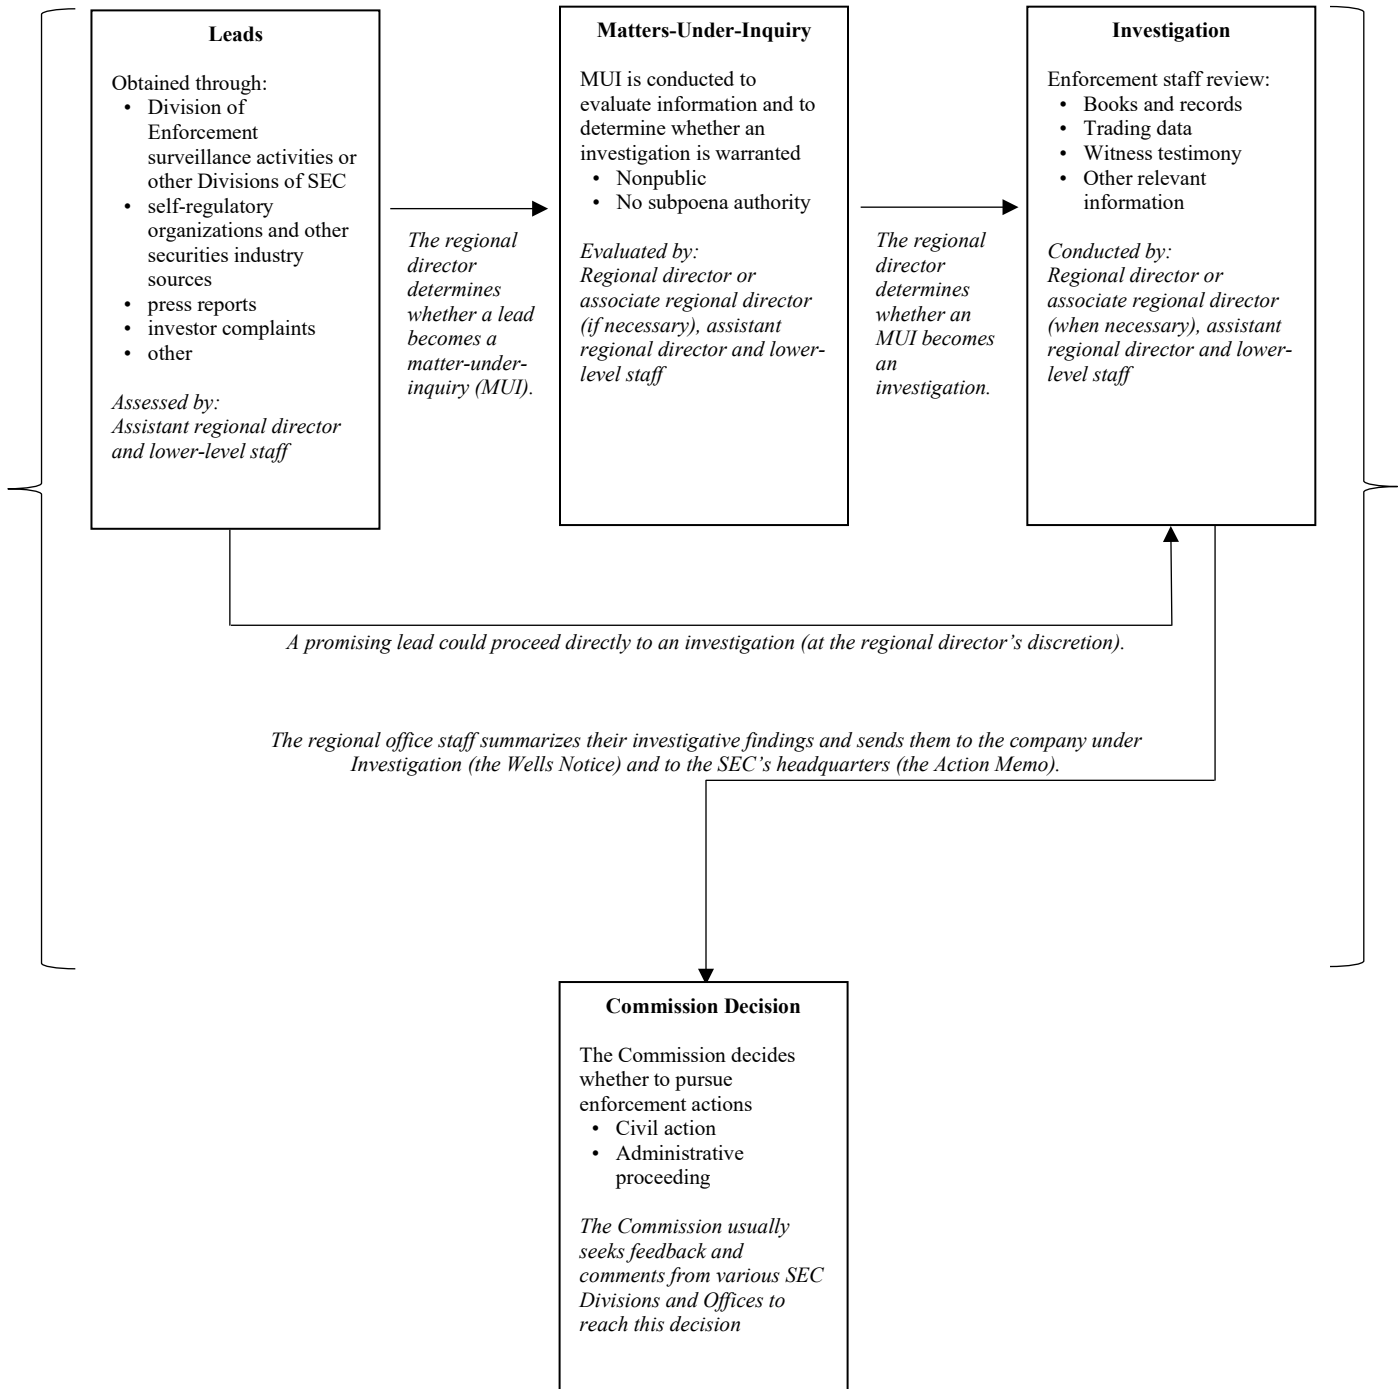 Leads
Obtained through:
• Division of
Enforcement
surveillance activities or
other Divisions of SEC
• self-regulatory
organizations and other
securities industry
sources
• press reports
• investor complaints
• other
Assessed by:
Assistant regional director
and lower-level staff
The regional
director
determines
whether a lead
becomes a
matter-under-
inquiry (MUI).
Matters-Under-Inquiry
MUI is conducted to
evaluate information and to
determine whether an
investigation is warranted
• Nonpublic
• No subpoena authority
Evaluated by:
Regional director or
associate regional director
(if necessary), assistant
regional director and lower-
level staff
The regional
director
determines
whether an
MUI becomes
an
investigation.
Investigation
Enforcement staff review:
• Books and records
• Trading data
• Witness testimony
• Other relevant
information
Conducted by:
Regional director or
associate regional director
(when necessary), assistant
regional director and lower-
level staff
A promising lead could proceed directly to an investigation (at the regional director’s discretion).
The regional office staff summarizes their investigative findings and sends them to the company under
Investigation (the Wells Notice) and to the SEC’s headquarters (the Action Memo).
Commission Decision
The Commission decides
whether to pursue
enforcement actions
• Civil action
• Administrative
proceeding
The Commission usually
seeks feedback and
comments from various SEC
Divisions and Offices to
reach this decision